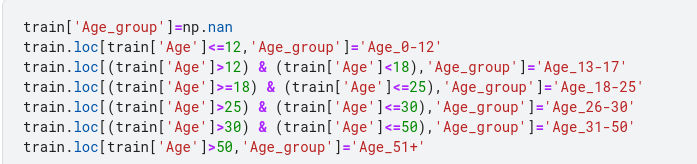 train['Age_group']=np.nan
train.loc[train['Age']<=12,'Age_group']='Age_0-12'
train.loc[(train['Age']>12) & (train['Age']<18),'Age_group']='Age_13-17'
train.loc[(train['Age']>=18) & (train['Age']<=25),'Age_group']='Age_18-25'
train.loc[(train['Age']>25) & (train['Age']<=30),'Age_group']='Age_26-30'
train.loc[(train['Age']>30) & (train['Age']<=50),'Age_group']='Age_31-50'
train.loc[train['Age']>50,'Age_group']='Age_51+'